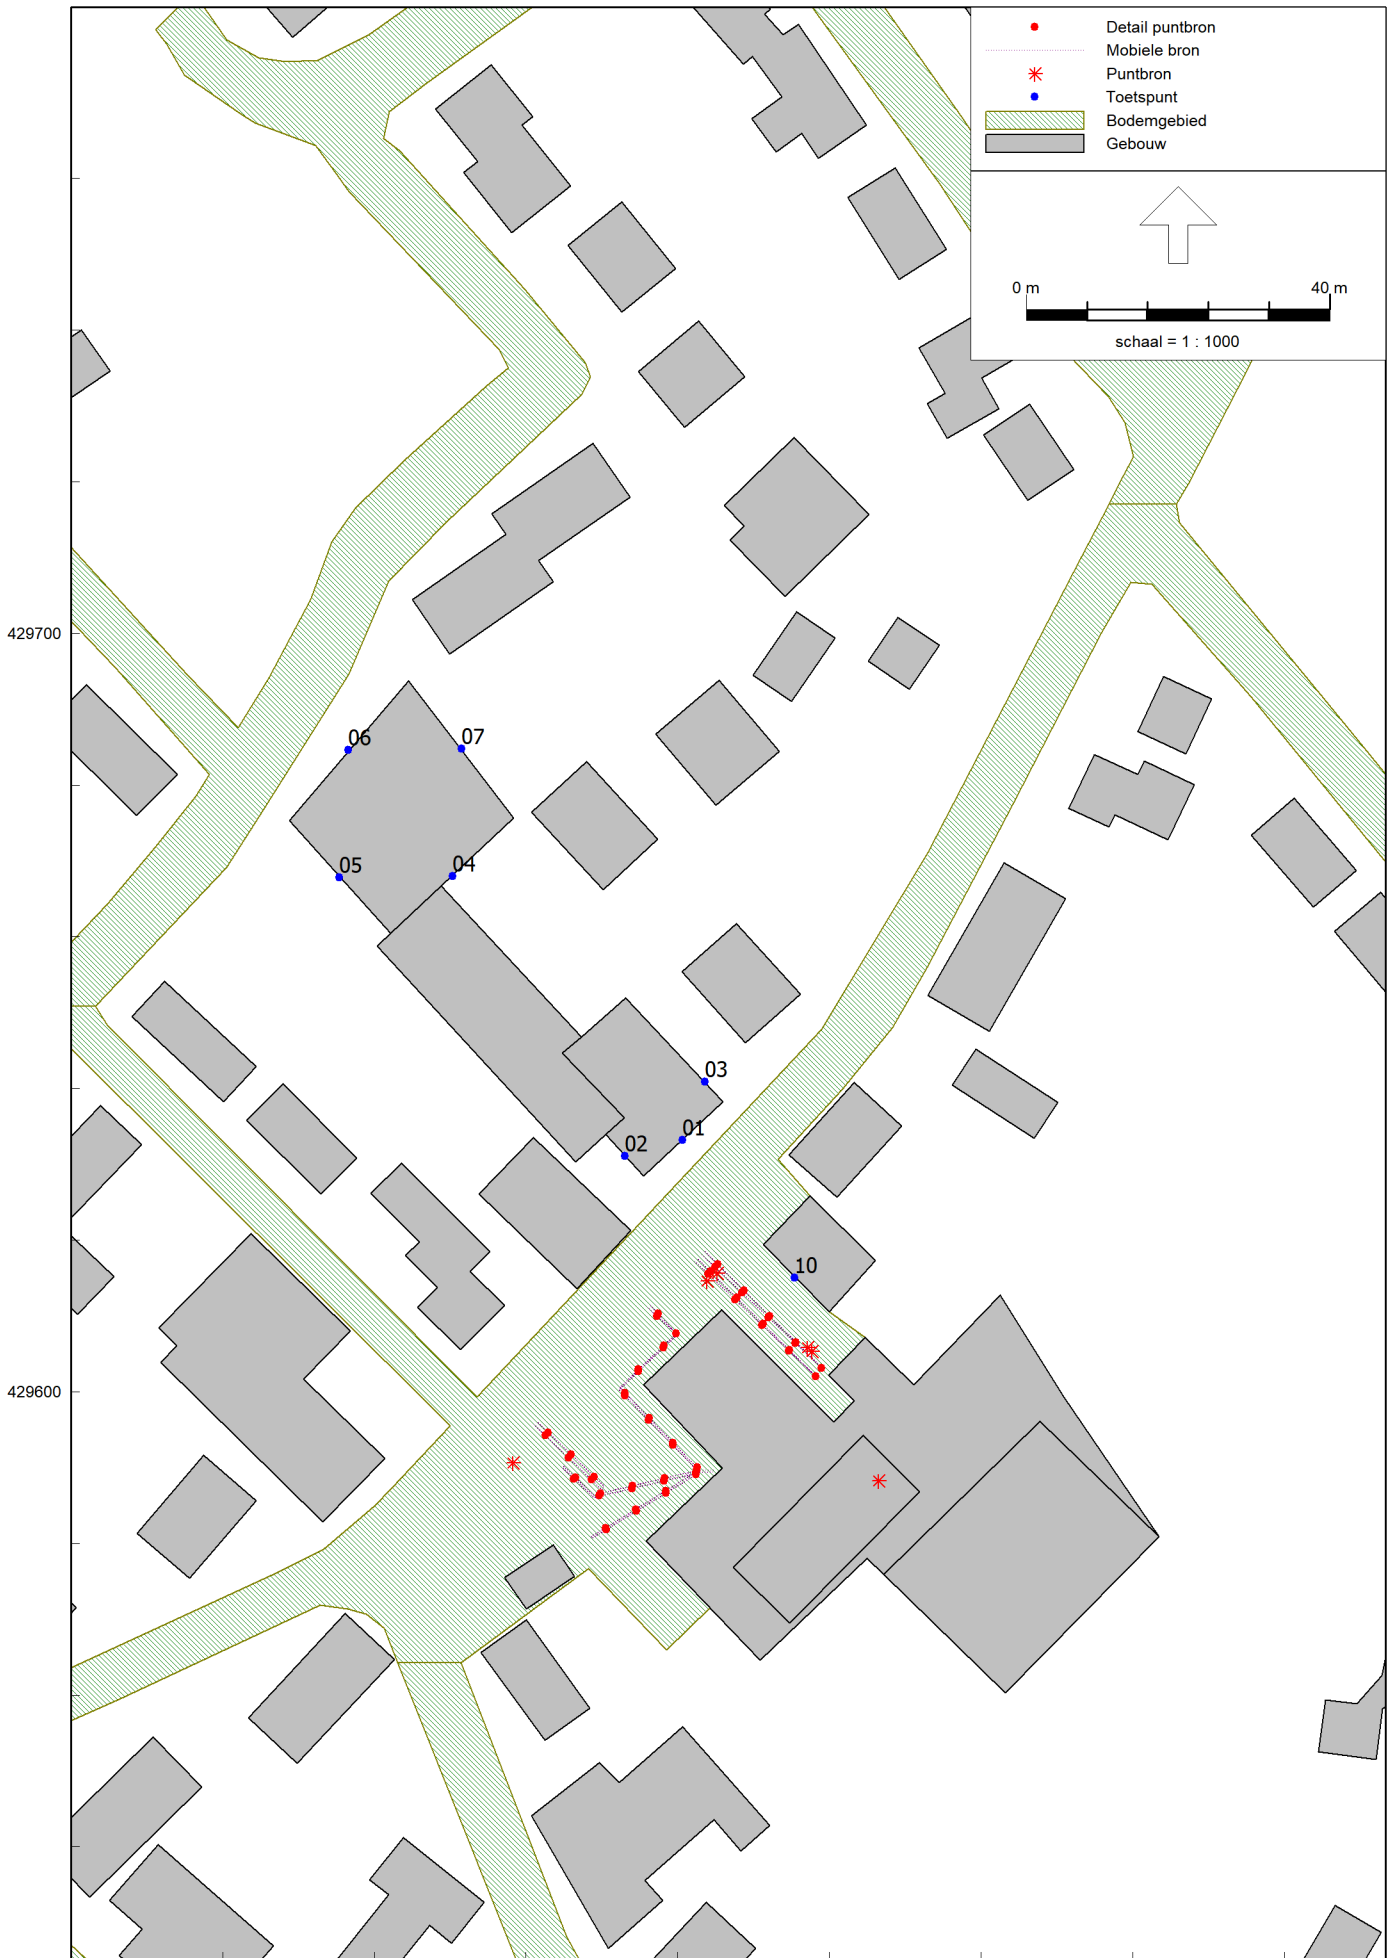 Detail puntbron
Mobiele bron
Puntbron
Toetspunt
Bodemgebied
Gebouw
0 m 40 m
schaal = 1 : 1000
429700
06
07
05
04
03
01
02
10
429600